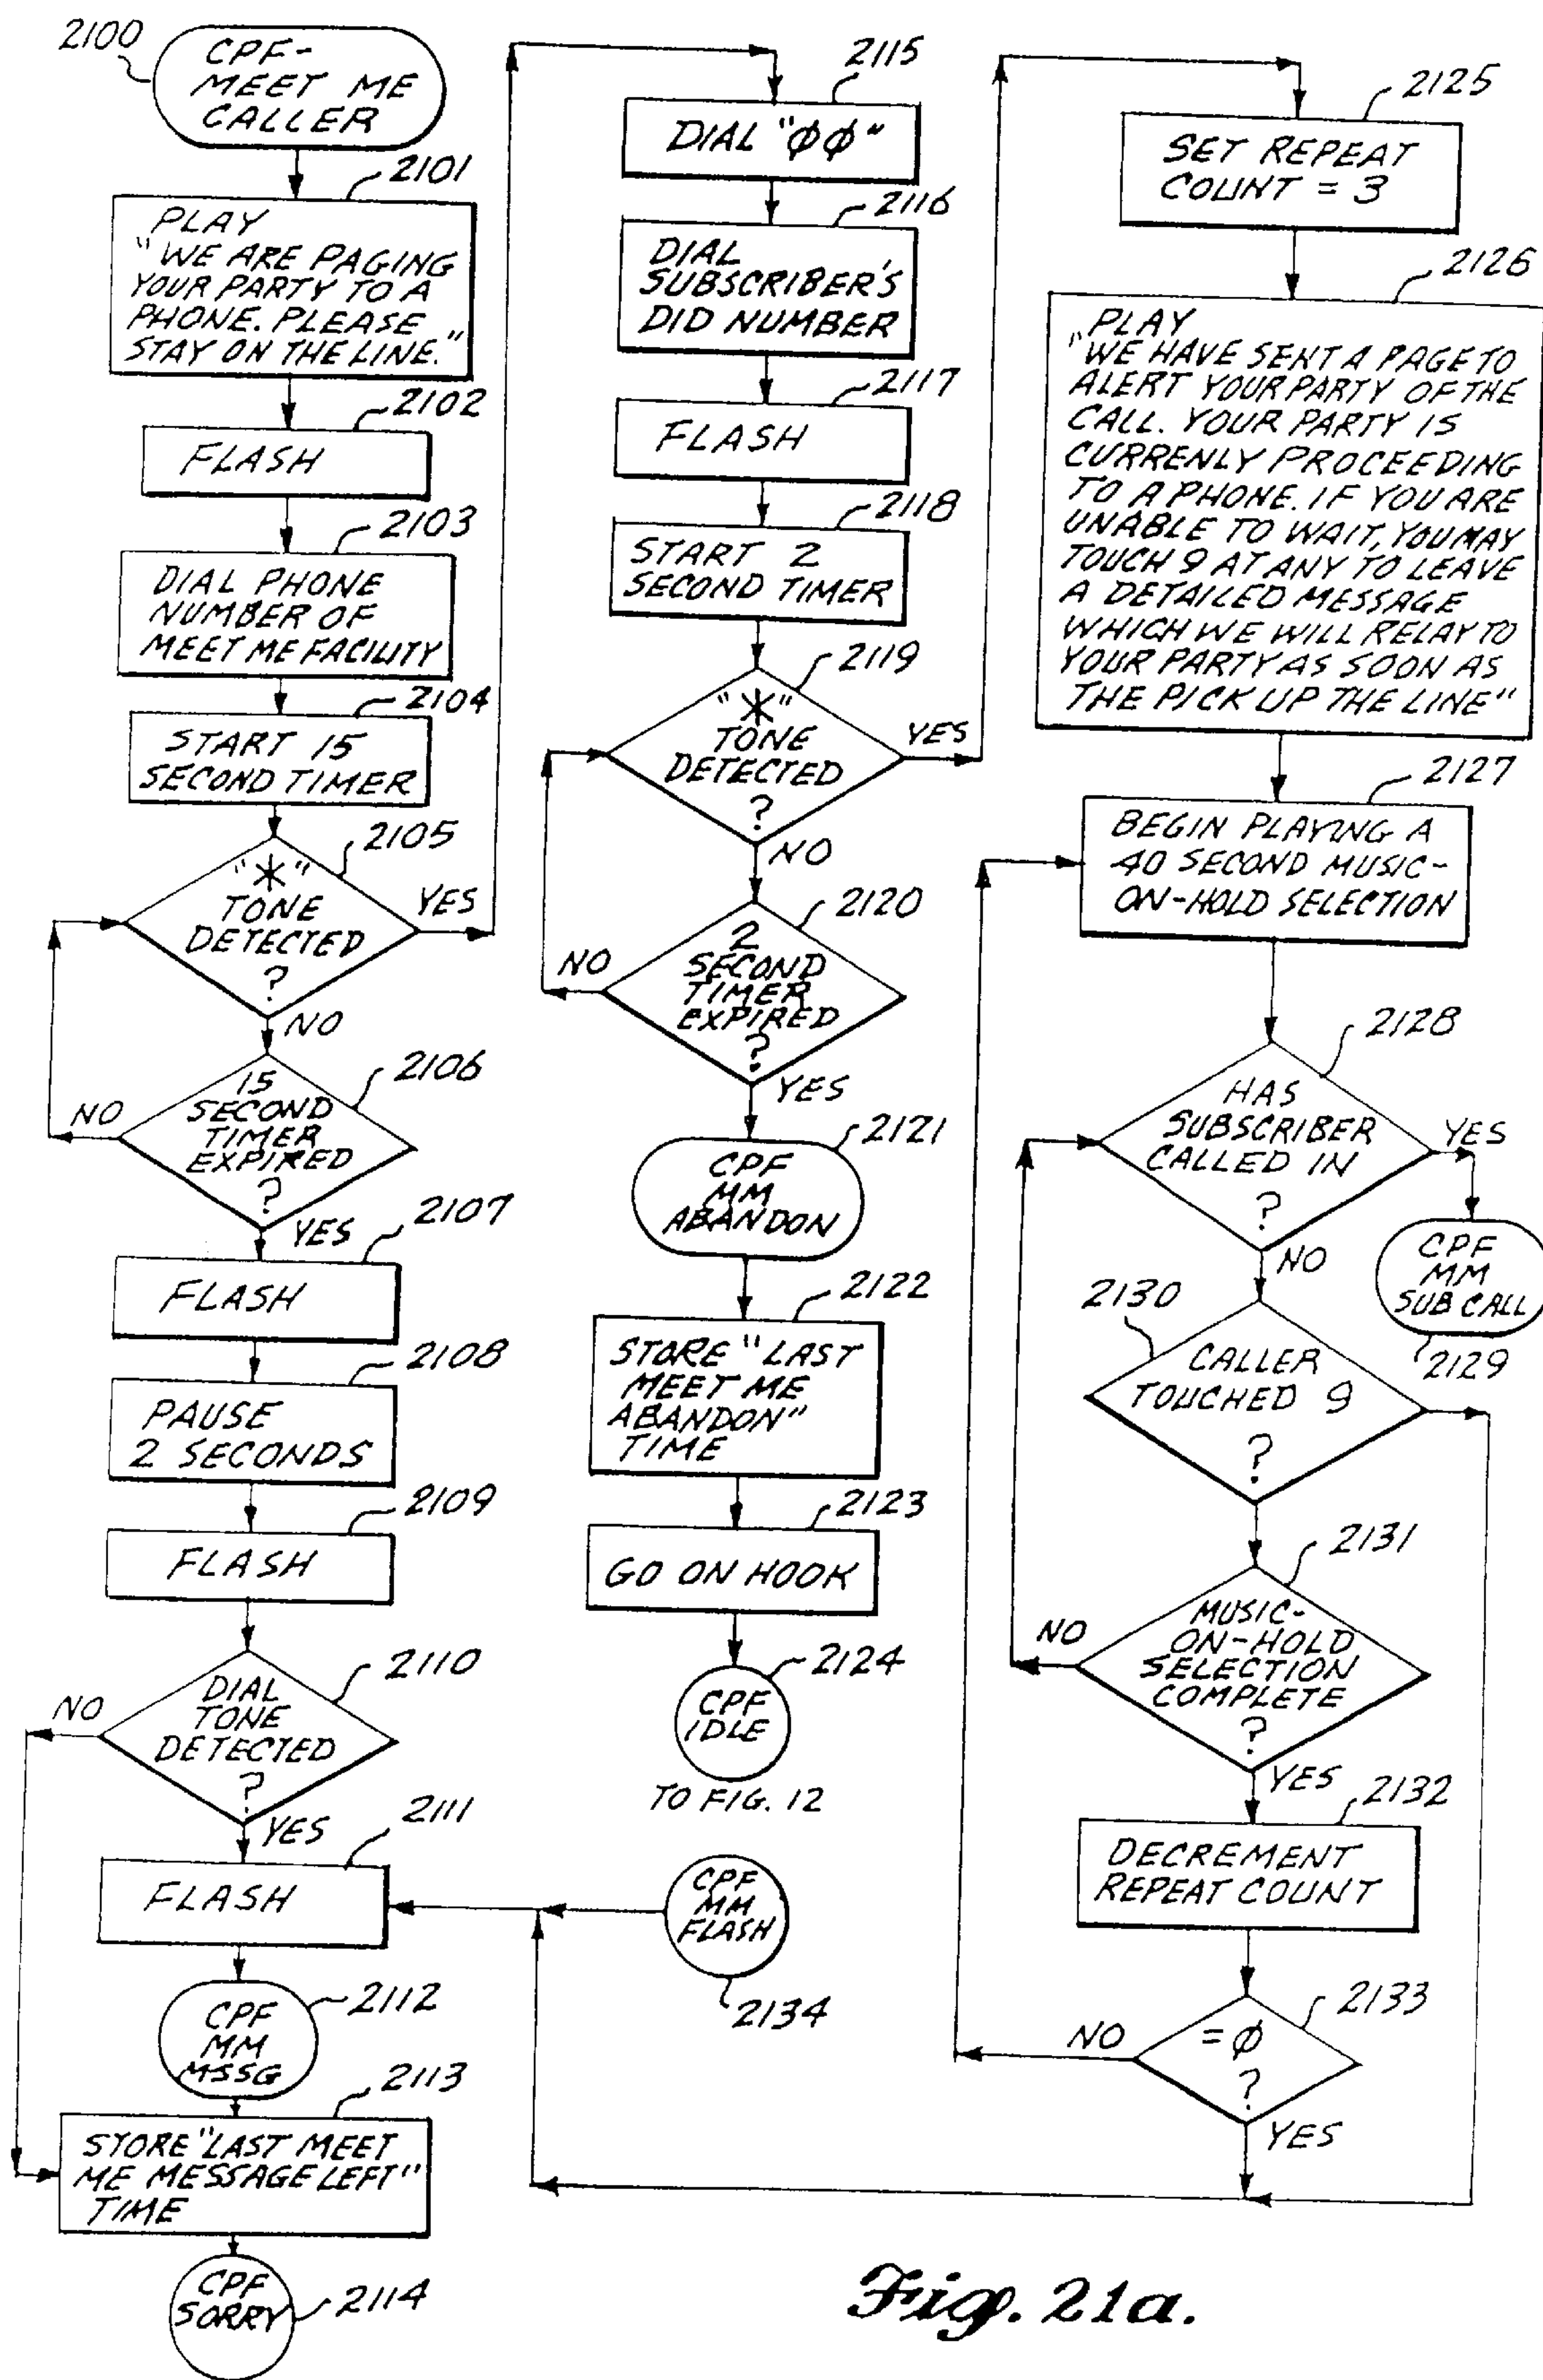 2100
CPF-
MEET ME
CALLER
2101
PLAY
"WE ARE PAGING
YOUR PARTY TO A
PHONE. PLEASE
STAY ON THE LINE."
2102
FLASH
2103
DIAL PHONE
NUMBER OF
MEET ME FACILITY
2104
START 15
SECOND TIMER
2105
"*"
TONE
DETECTED
?
YES
NO
2106
15
SECOND
TIMER
EXPIRED
?
NO
YES
2107
FLASH
2108
PAUSE
2 SECONDS
2109
FLASH
2110
DIAL
TONE
DETECTED
?
NO
YES
2111
FLASH
2112
CPF
MM
MSSG
2113
STORE "LAST MEET
ME MESSAGE LEFT"
TIME
CPF
SORRY
2114
2115
DIAL "φφ"
2116
DIAL
SUBSCRIBER'S
DID NUMBER
2117
FLASH
2118
START 2
SECOND TIMER
2119
"*"
TONE
DETECTED
?
YES
NO
2120
2
SECOND
TIMER
EXPIRED
?
NO
YES
2121
CPF
MM
ABANDON
2122
STORE "LAST
MEET ME
ABANDON"
TIME
2123
GO ON HOOK
2124
CPF
IDLE
TO FIG. 12
CPF
MM
FLASH
2134
2125
SET REPEAT
COUNT = 3
2126
PLAY
"WE HAVE SENT A PAGE TO
ALERT YOUR PARTY OF THE
CALL. YOUR PARTY IS
CURRENLY PROCEEDING
TO A PHONE. IF YOU ARE
UNABLE TO WAIT, YOU MAY
TOUCH 9 AT ANY TO LEAVE
A DETAILED MESSAGE
WHICH WE WILL RELAY TO
YOUR PARTY AS SOON AS
THE PICK UP THE LINE"
2127
BEGIN PLAYING A
40 SECOND MUSIC-
ON-HOLD SELECTION
2128
HAS
SUBSCRIBER
CALLED IN
?
YES
NO
CPF
MM
SUB CALL
2129
2130
CALLER
TOUCHED 9
?
2131
MUSIC-
ON-HOLD
SELECTION
COMPLETE
?
NO
YES
2132
DECREMENT
REPEAT COUNT
2133
=φ
?
NO
YES
Fig. 21a.